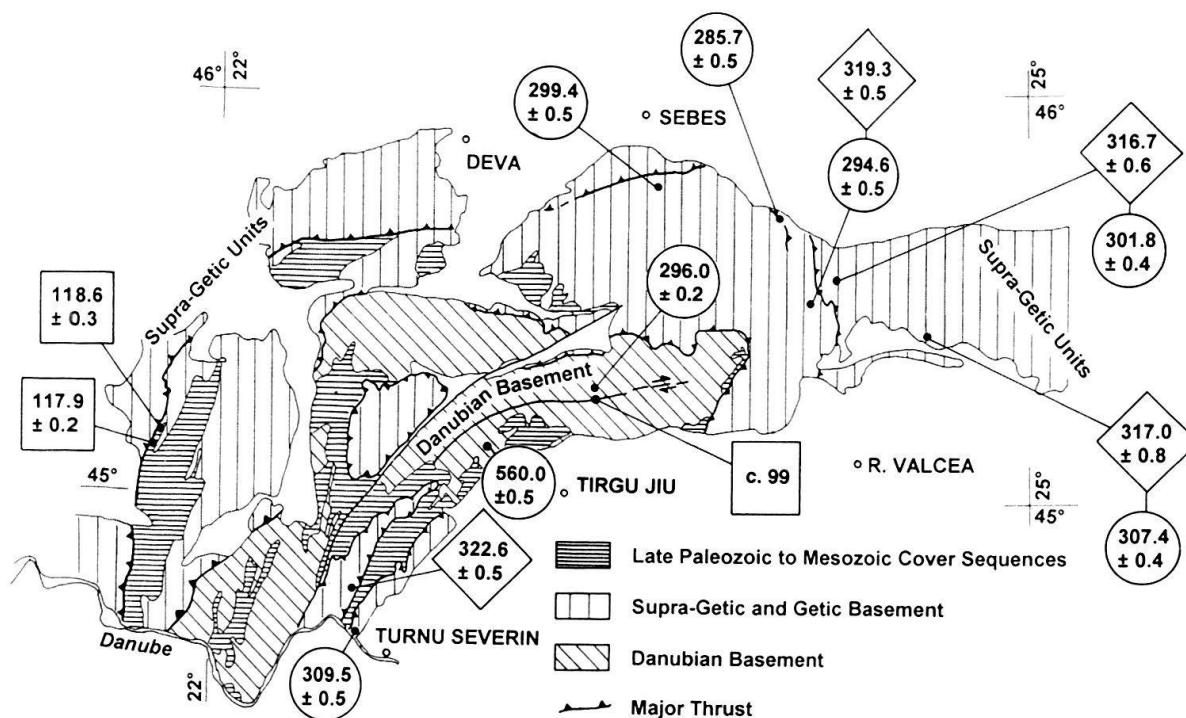 46°
22°
285.7
± 0.5
319.3
± 0.5
25°
46°
299.4
± 0.5
SEBES
DEVA
316.7
± 0.6
294.6
± 0.5
301.8
± 0.4
Supra-Getic Units
296.0
± 0.2
Supra-Getic Units
118.6
± 0.3
117.9
± 0.2
Danubian Basement
45°
560.0
±0.5
TIRGU JIU
c. 99
R. VALCEA
317.0
± 0.8
25°
45°
307.4
± 0.4
322.6
± 0.5
Late Paleozoic to Mesozoic Cover Sequences
Supra-Getic and Getic Basement
Danubian Basement
Major Thrust
Danube
TURNU SEVERIN
22°
309.5
± 0.5